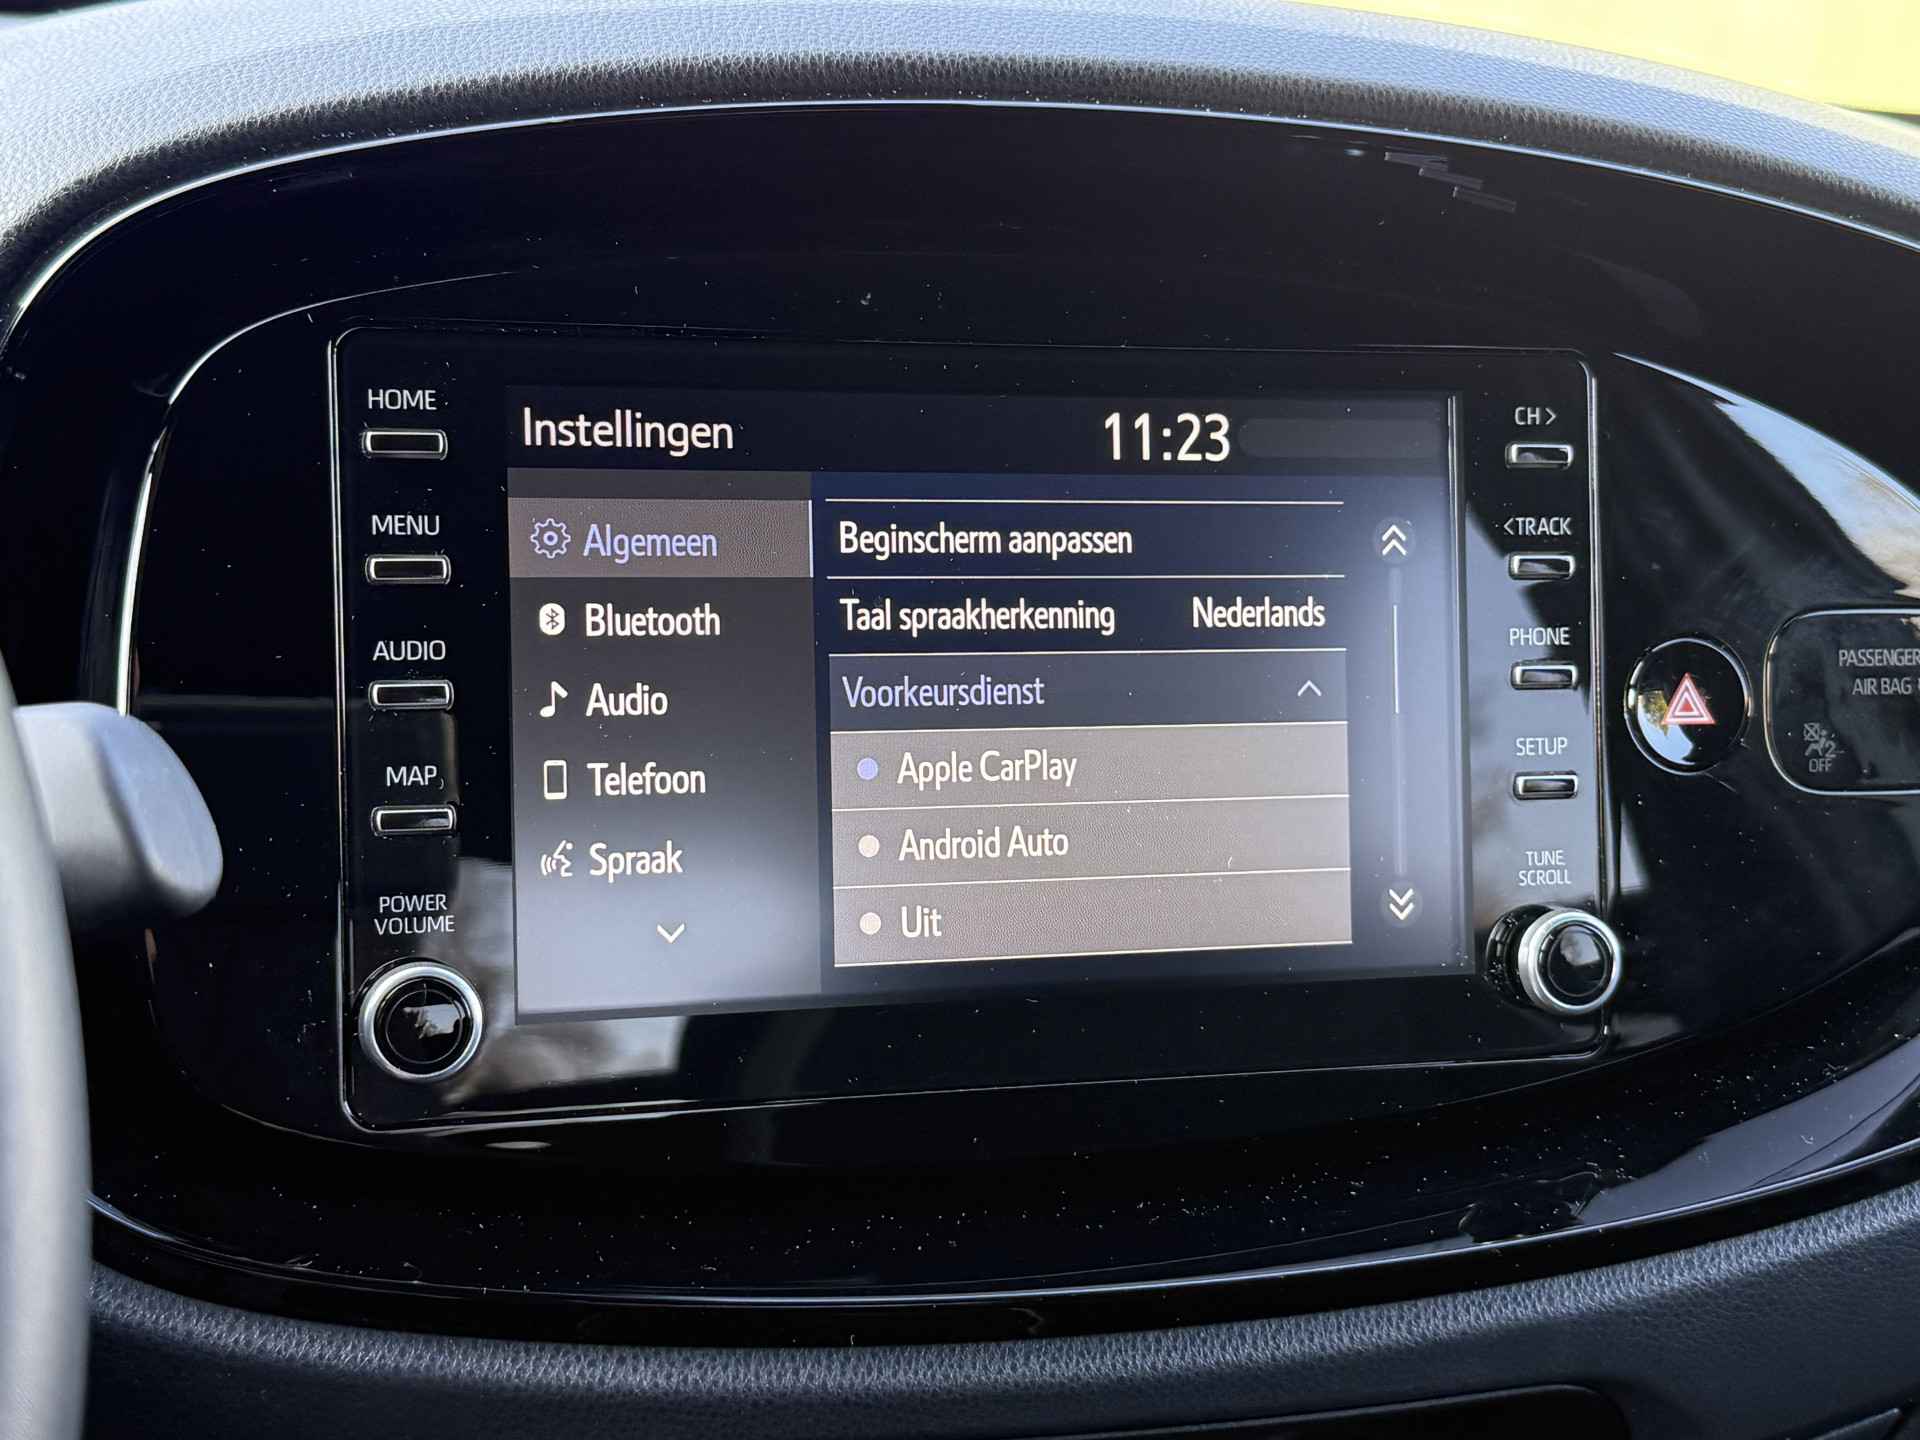 HOME
MENU
AUDIO
MAP
POWER
VOLUME
Instellingen
11:23
Algemeen
Bluetooth
Audio
Telefoon
Spraak
Beginscherm aanpassen
Taal spraakherkenning Nederlands
Voorkeursdienst
Apple CarPlay
Android Auto
Uit
CH >
< TRACK
PHONE
SETUP
TUNE
SCROLL
PASSENGER
AIR BAG
2
OFF